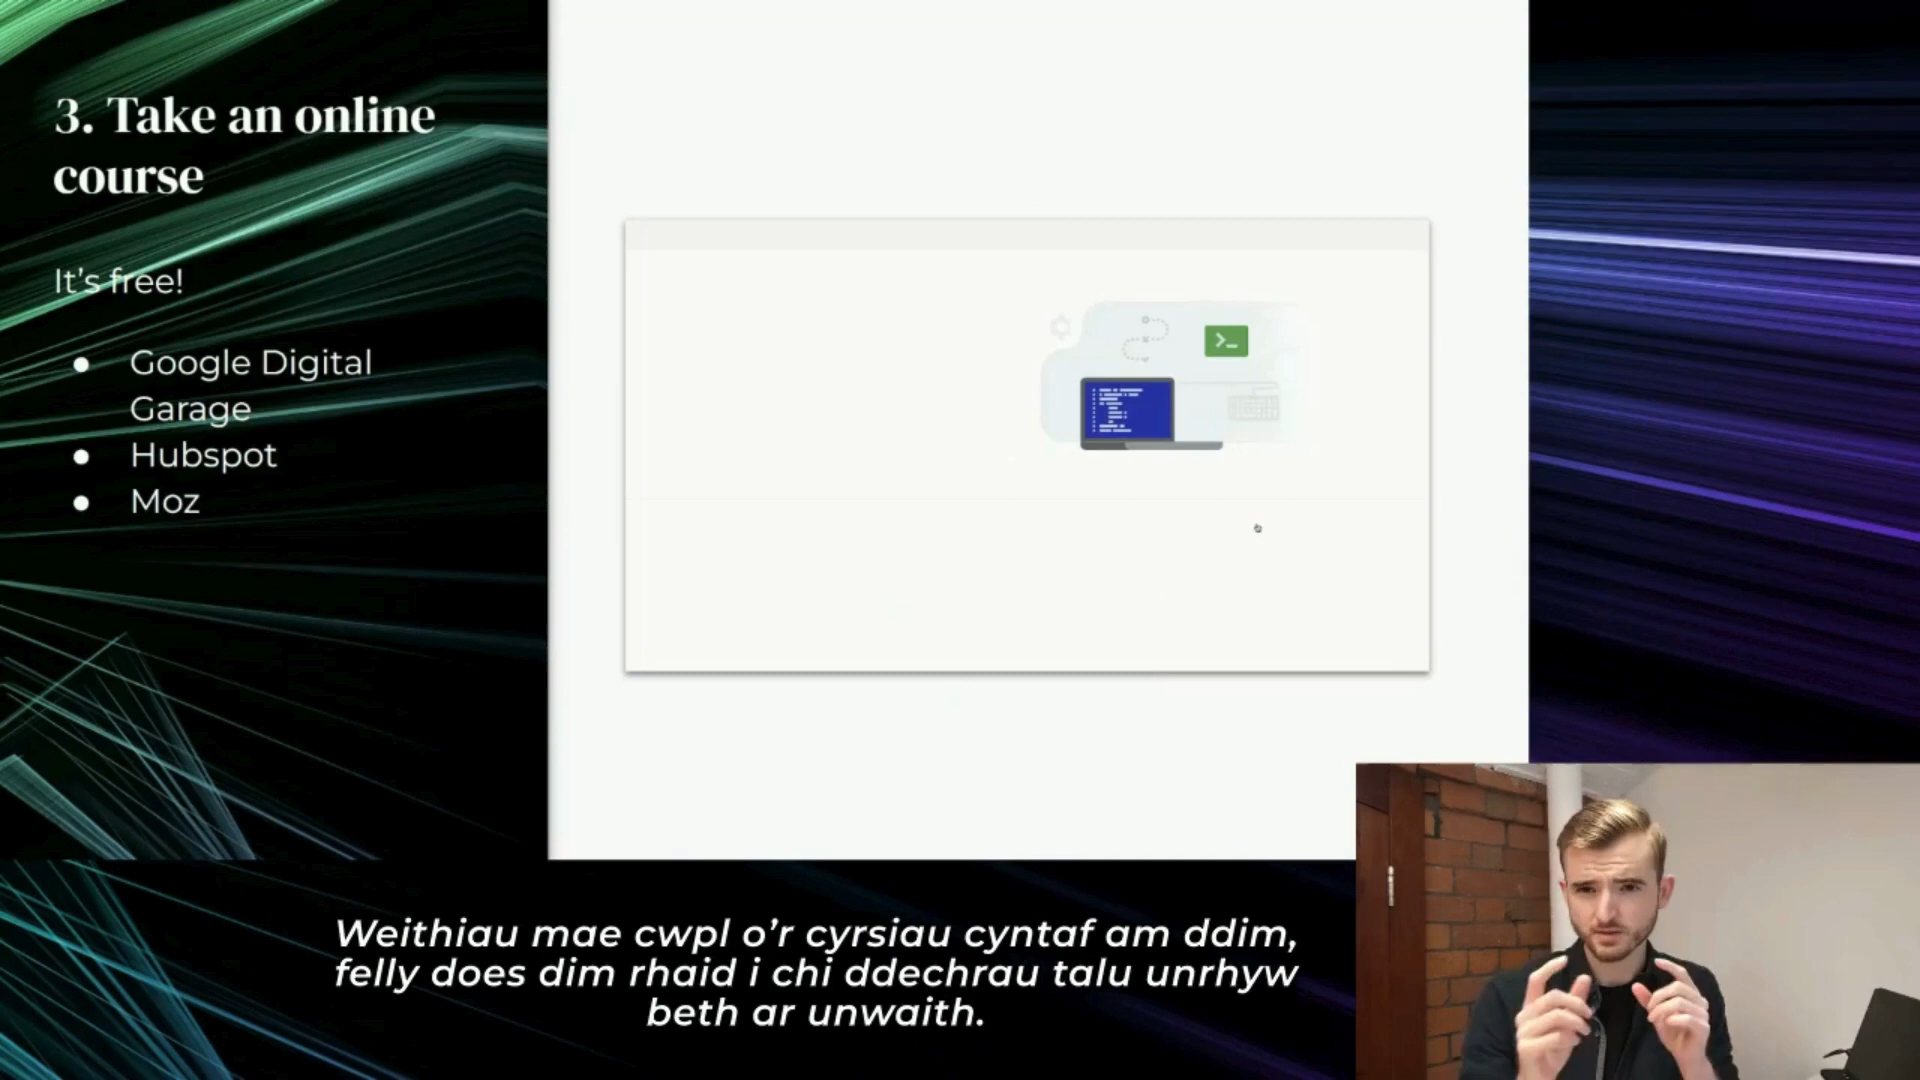 3. Take an online
course
It's free!
● Google Digital
Garage
● Hubspot
● Moz
Weithiau mae cwpl o'r cyrsiau cyntaf am ddim,
felly does dim rhaid i chi ddechrau talu unrhyw
beth ar unwaith.